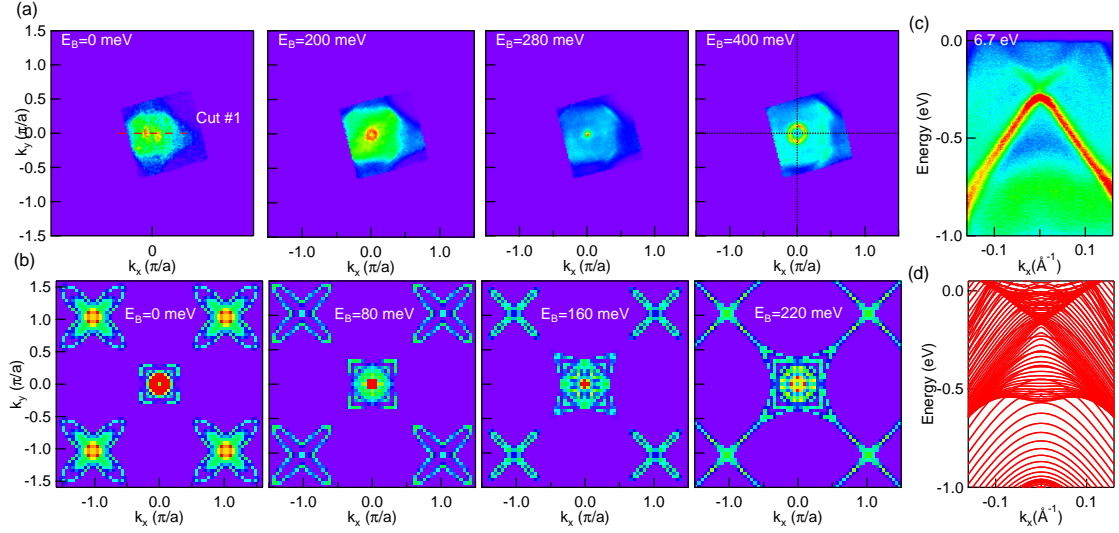 (a)
E_B=0 meV
E_B=200 meV
E_B=280 meV
E_B=400 meV
Cut #1
k_y (π/a)
1.5
1.0
0.5
0.0
-0.5
-1.0
1.5
0
k_x (π/a)
-1.0 0.0 1.0
k_x (π/a)
-1.0 0.0 1.0
k_x (π/a)
-1.0 0.0 1.0
k_x (π/a)
(c)
6.7 eV
Energy (eV)
0.0
-0.5
-1.0
-0.1 0.1
k_x(Å⁻¹)
(b)
E_B=0 meV
E_B=80 meV
E_B=160 meV
E_B=220 meV
k_y (π/a)
1.5
1.0
0.5
0.0
-0.5
-1.0
-1.5
-1.0 0.0 1.0
k_x (π/a)
-1.0 0.0 1.0
k_x (π/a)
-1.0 0.0 1.0
k_x (π/a)
-1.0 0.0 1.0
k_x (π/a)
(d)
Energy (eV)
0.0
-0.5
-1.0
-0.1 0.1
k_x(Å⁻¹)